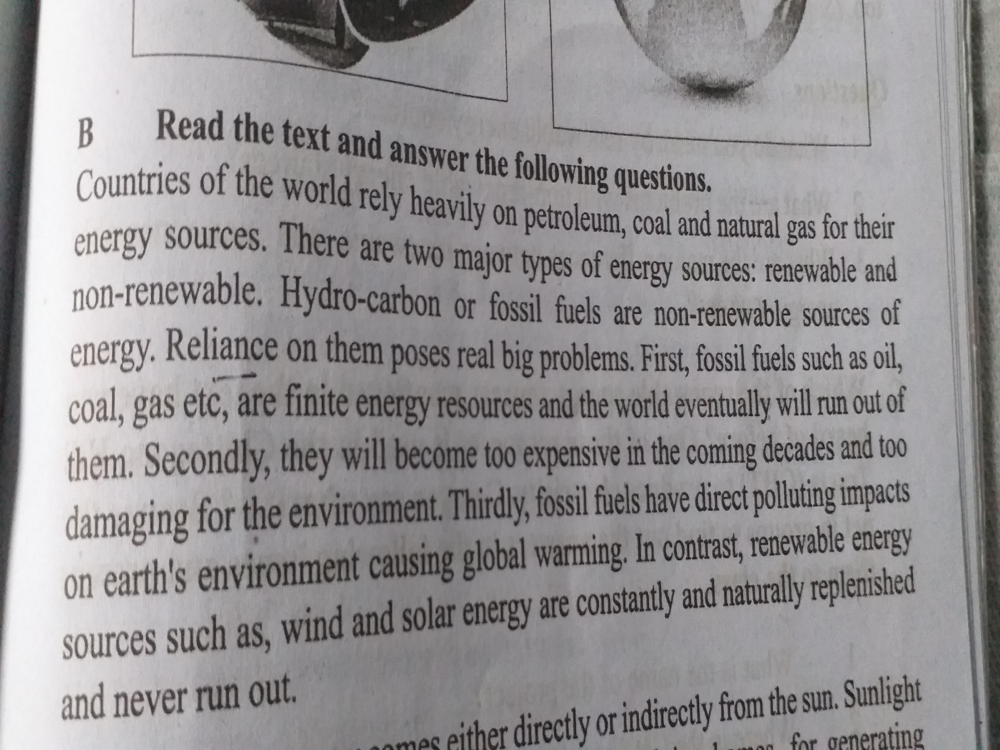 B Read the text and answer the following questions.
Countries of the world rely heavily on petroleum, coal and natural gas for their
energy sources. There are two major types of energy sources: renewable and
non-renewable. Hydro-carbon or fossil fuels are non-renewable sources of
energy. Reliance on them poses real big problems. First, fossil fuels such as oil,
coal, gas etc, are finite energy resources and the world eventually will run out of
them. Secondly, they will become too expensive in the coming decades and too
damaging for the environment. Thirdly, fossil fuels have direct polluting impacts
on earth's environment causing global warming. In contrast, renewable energy
sources such as, wind and solar energy are constantly and naturally replenished
and never run out.
either directly or indirectly from the sun. Sunlight
for generating